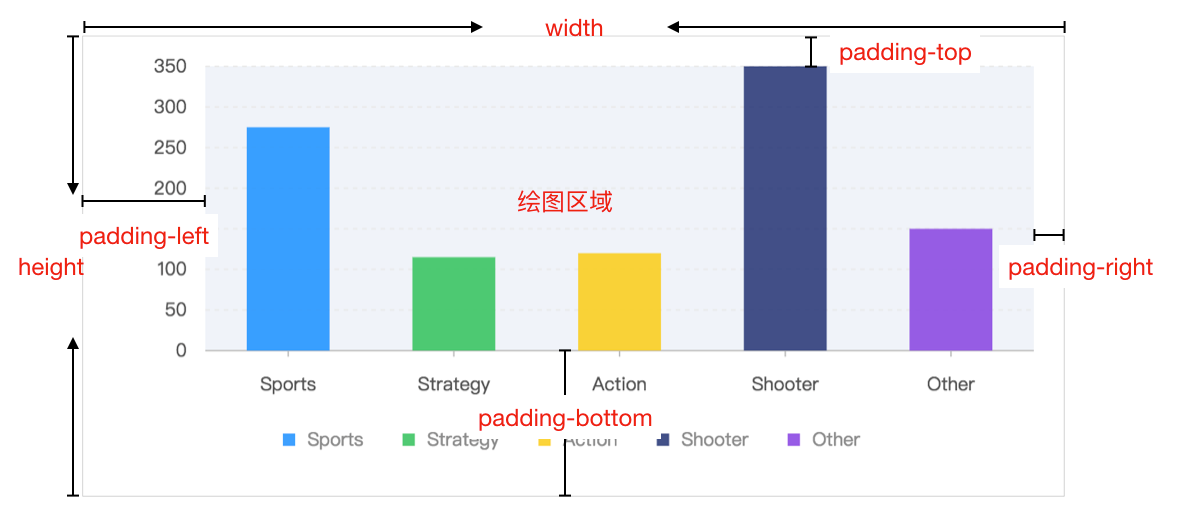 width
padding-top
350
300
250
200
绘图区域
padding-left
padding-right
height
100
50
0
Sports
Strategy
Action
Shooter
Other
padding-bottom
Sports
Strategy
Action
Shooter
Other